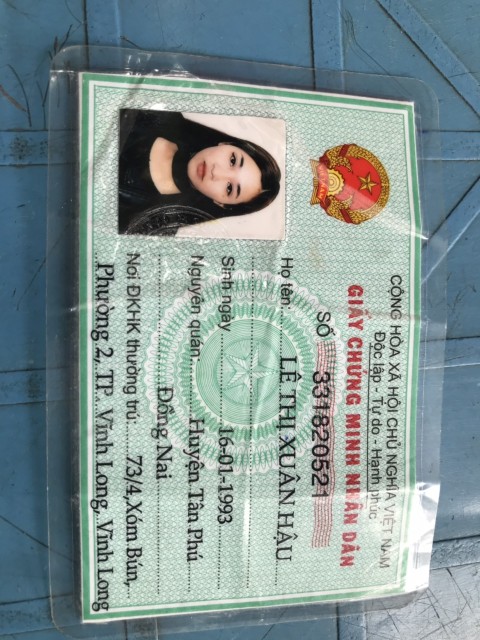 CỘNG HÒA XÃ HỘI CHỦ NGHĨA VIỆT NAM
Độc lập - Tự do - Hạnh phúc
GIẤY CHỨNG MINH NHÂN DÂN
SỐ 331820521
Họ tên: LÊ THỊ XUÂN HẬU
Sinh ngày 16-01-1993
Nguyên quán Huyện Tân Phú
Đồng Nai
Nơi ĐKHK thường trú: 73/4,Xóm Bún,
Phường 2, TP. Vĩnh Long, Vĩnh Long